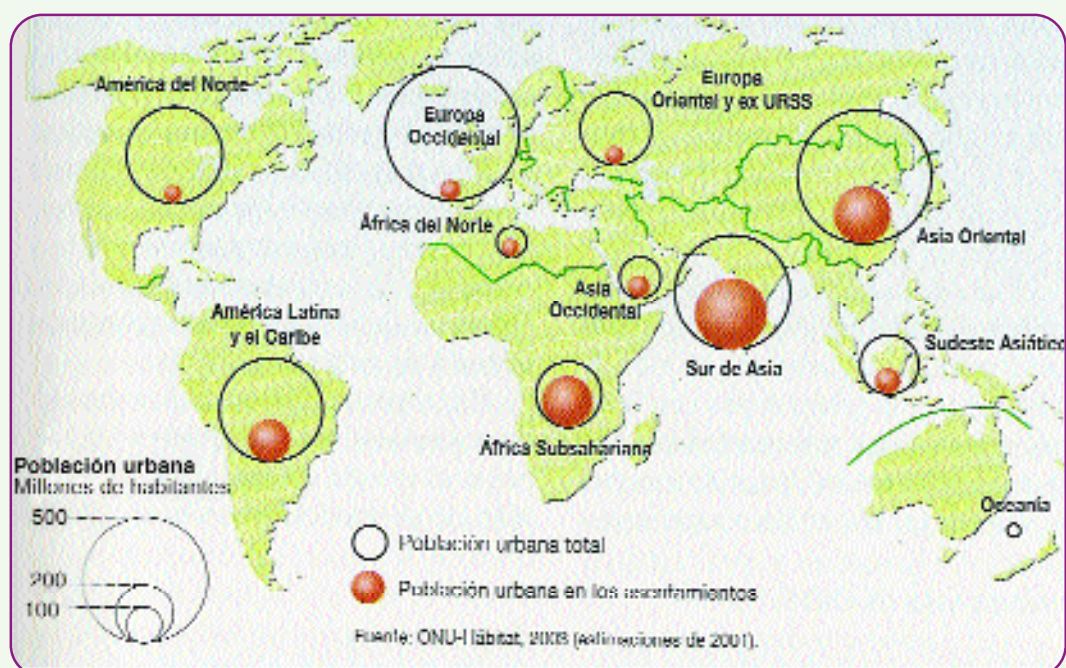 América del Norte
Europa
Occidental
Europa
Oriental y ex URSS
África del Norte
Asia
Occidental
Asia Oriental
América Latina
y el Caribe
Sur de Asia
Sudeste Asiático
África Subsahariana
Oceanía
Población urbana
Millones de habitantes
500
200
100
Población urbana total
Población urbana en los asentamientos
Fuente: ONU-Hábitat, 2003 (estimaciones de 2001).